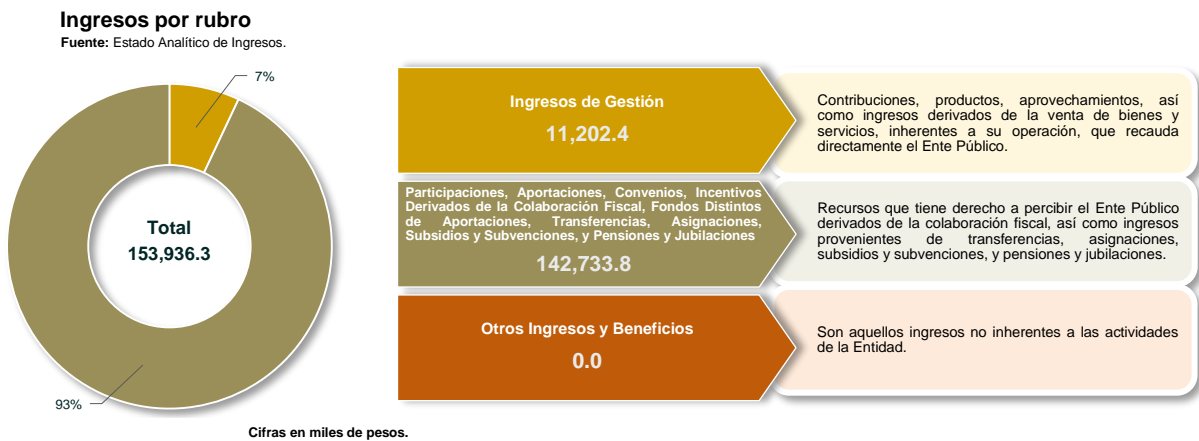 Ingresos por rubro
Fuente: Estado Analítico de Ingresos.
7%
Total
153,936.3
93%
Ingresos de Gestión
11,202.4
Contribuciones, productos, aprovechamientos, así
como ingresos derivados de la venta de bienes y
servicios, inherentes a su operación, que recauda
directamente el Ente Público.
Participaciones, Aportaciones, Convenios, Incentivos
Derivados de la Colaboración Fiscal, Fondos Distintos
de Aportaciones, Transferencias, Asignaciones,
Subsidios y Subvenciones, y Pensiones y Jubilaciones
142,733.8
Recursos que tiene derecho a percibir el Ente Público
derivados de la colaboración fiscal, así como ingresos
provenientes de transferencias, asignaciones,
subsidios y subvenciones, y pensiones y jubilaciones.
Otros Ingresos y Beneficios
0.0
Son aquellos ingresos no inherentes a las actividades
de la Entidad.
Cifras en miles de pesos.